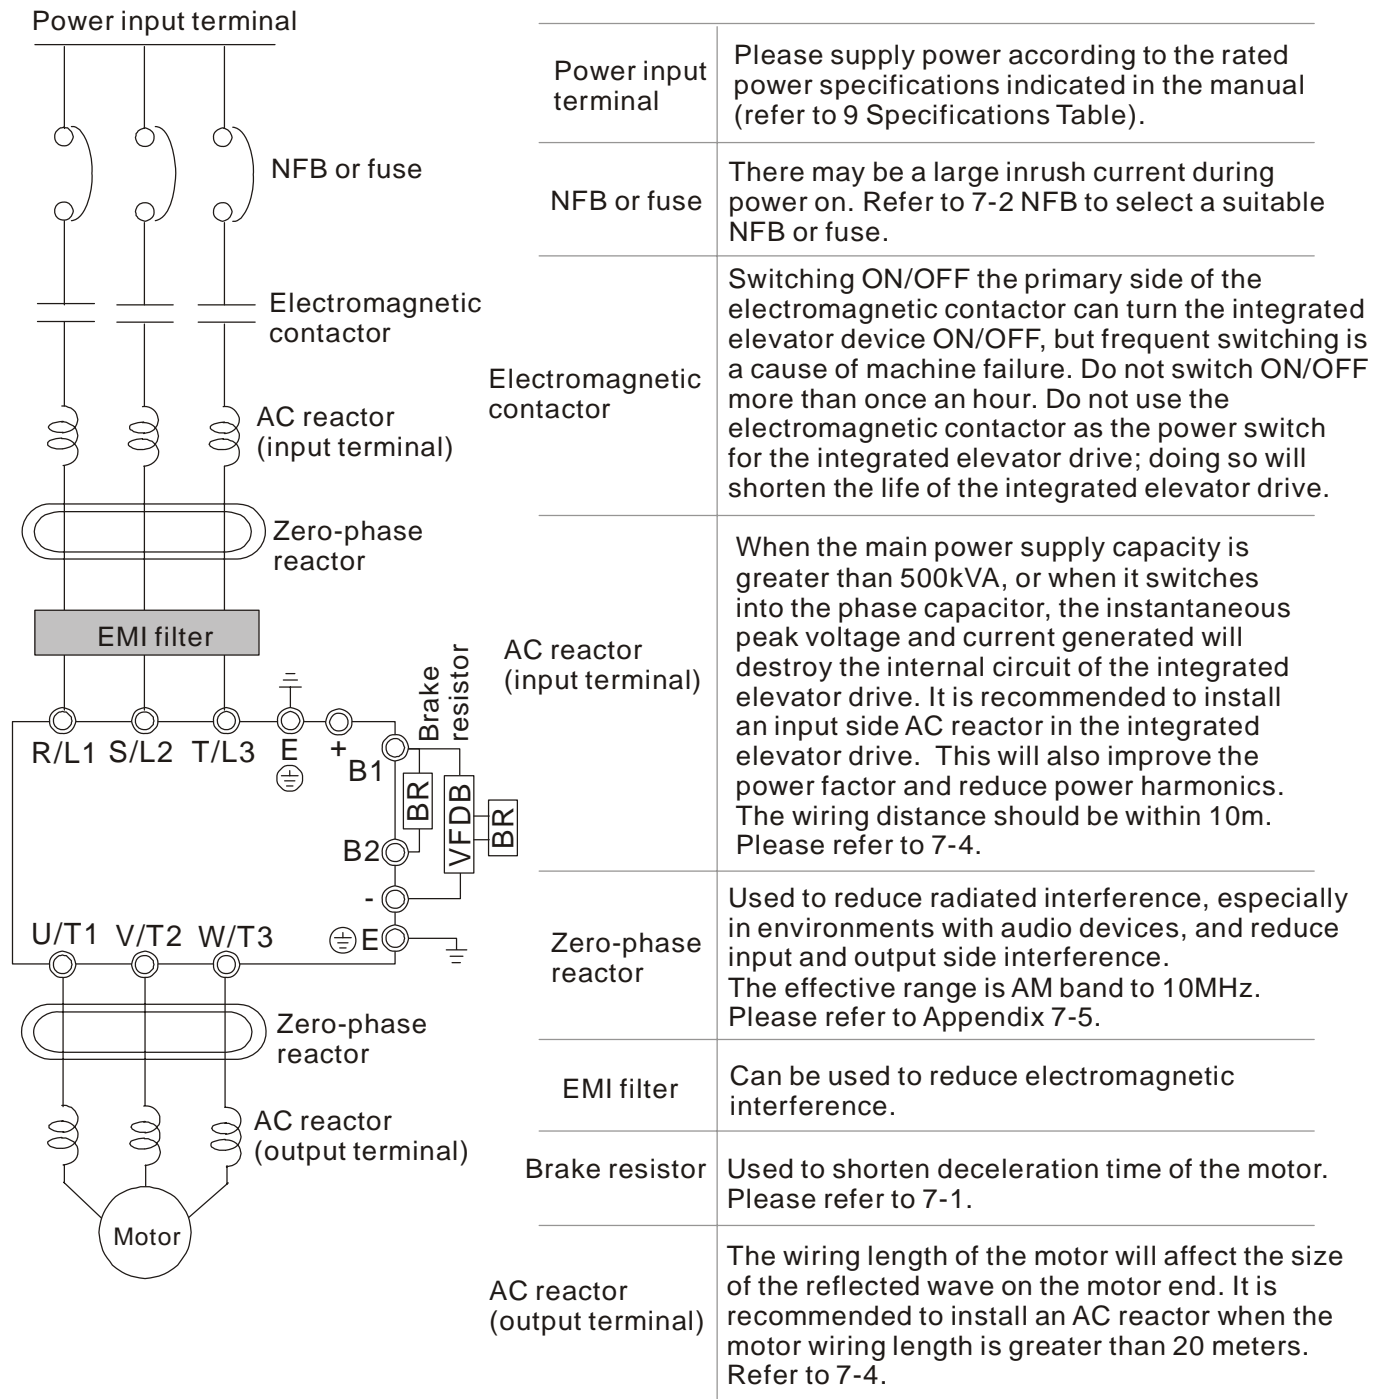 Power input terminal
NFB or fuse
Electromagnetic
contactor
AC reactor
(input terminal)
Zero-phase
reactor
EMI filter
R/L1 S/L2 T/L3 E + B1
Brake
resistor
BR
VFDB
BR
B2
-
E
U/T1 V/T2 W/T3
Zero-phase
reactor
AC reactor
(output terminal)
Motor
Power input
terminal
Please supply power according to the rated
power specifications indicated in the manual
(refer to 9 Specifications Table).
NFB or fuse
There may be a large inrush current during
power on. Refer to 7-2 NFB to select a suitable
NFB or fuse.
Electromagnetic
contactor
Switching ON/OFF the primary side of the
electromagnetic contactor can turn the integrated
elevator device ON/OFF, but frequent switching is
a cause of machine failure. Do not switch ON/OFF
more than once an hour. Do not use the
electromagnetic contactor as the power switch
for the integrated elevator drive; doing so will
shorten the life of the integrated elevator drive.
AC reactor
(input terminal)
When the main power supply capacity is
greater than 500kVA, or when it switches
into the phase capacitor, the instantaneous
peak voltage and current generated will
destroy the internal circuit of the integrated
elevator drive. It is recommended to install
an input side AC reactor in the integrated
elevator drive. This will also improve the
power factor and reduce power harmonics.
The wiring distance should be within 10m.
Please refer to 7-4.
Zero-phase
reactor
Used to reduce radiated interference, especially
in environments with audio devices, and reduce
input and output side interference.
The effective range is AM band to 10MHz.
Please refer to Appendix 7-5.
EMI filter
Can be used to reduce electromagnetic
interference.
Brake resistor
Used to shorten deceleration time of the motor.
Please refer to 7-1.
AC reactor
(output terminal)
The wiring length of the motor will affect the size
of the reflected wave on the motor end. It is
recommended to install an AC reactor when the
motor wiring length is greater than 20 meters.
Refer to 7-4.